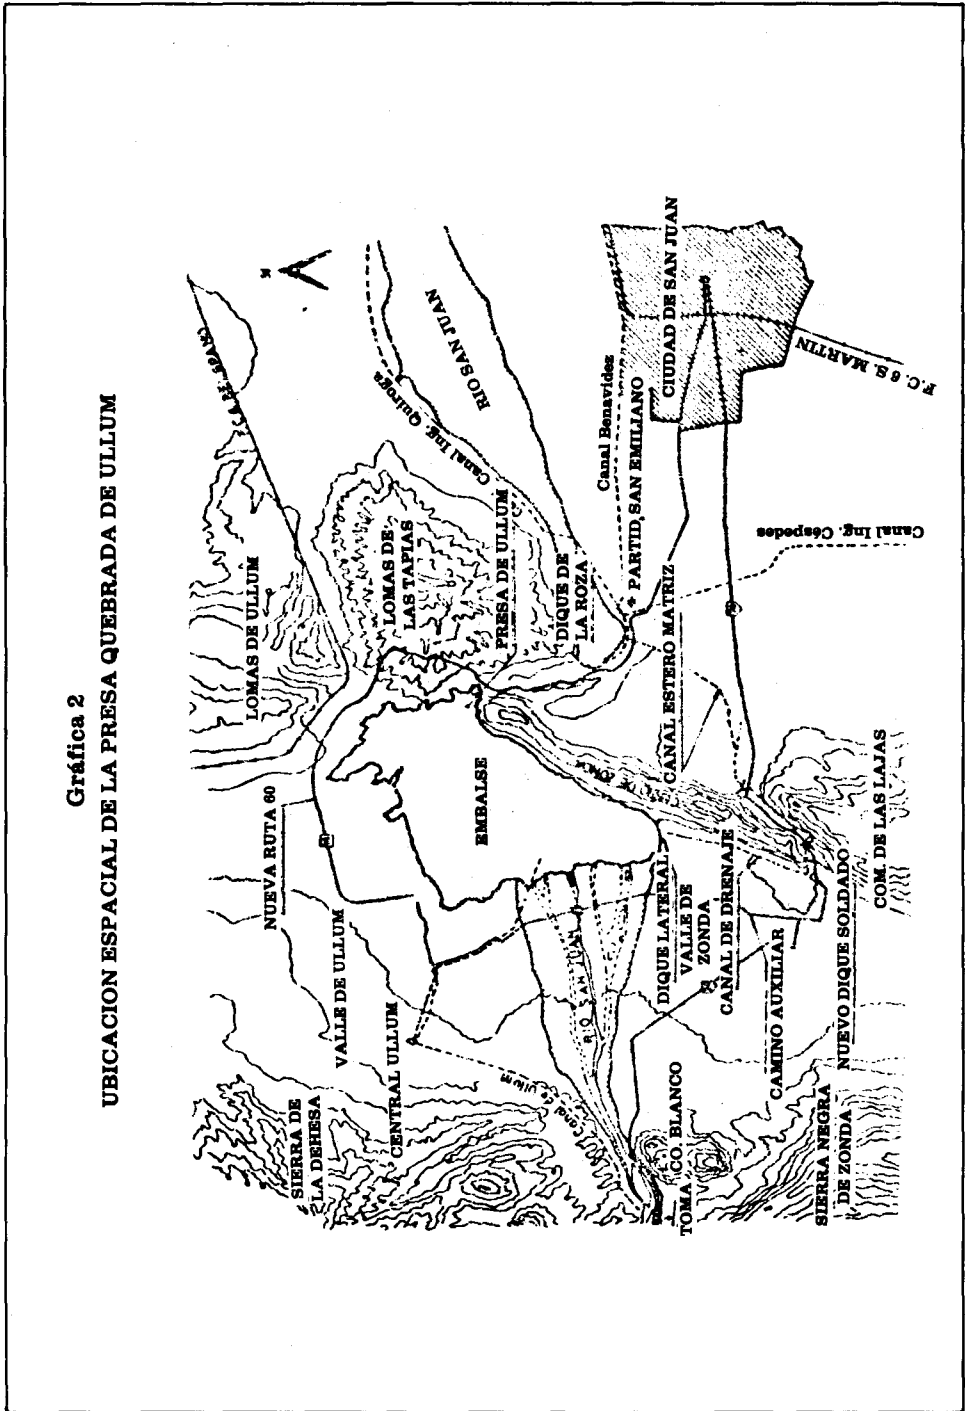 Gráfica 2
UBICACION ESPACIAL DE LA PRESA QUEBRADA DE ULLUM
SIERRA DE
LA DEHESA
CENTRAL ULLUM
VALLE DE ULLUM
NUEVA RUTA 60
LOMAS DE ULLUM
LOMAS DE
LAS TAPIAS
N
Canal Ing. Quiroga
RIO SAN JUAN
EMBALSE
PRESA DE ULLUM
DIQUE DE
LA ROZA
Canal Benavidez
PARTID. SAN EMILIANO
CIUDAD DE SAN JUAN
Canal de Ullum
RIO SAN JUAN
TOMA
CO. BLANCO
DIQUE LATERAL
VALLE DE
ZONDA
CANAL DE DRENAJE
CANAL ESTERO MATRIZ
CAMINO AUXILIAR
SIERRA NEGRA
DE ZONDA
NUEVO DIQUE SOLDADO
COM. DE LAS LAJAS
Canal Ing. Céspedes
F.C. G S. MARTIN